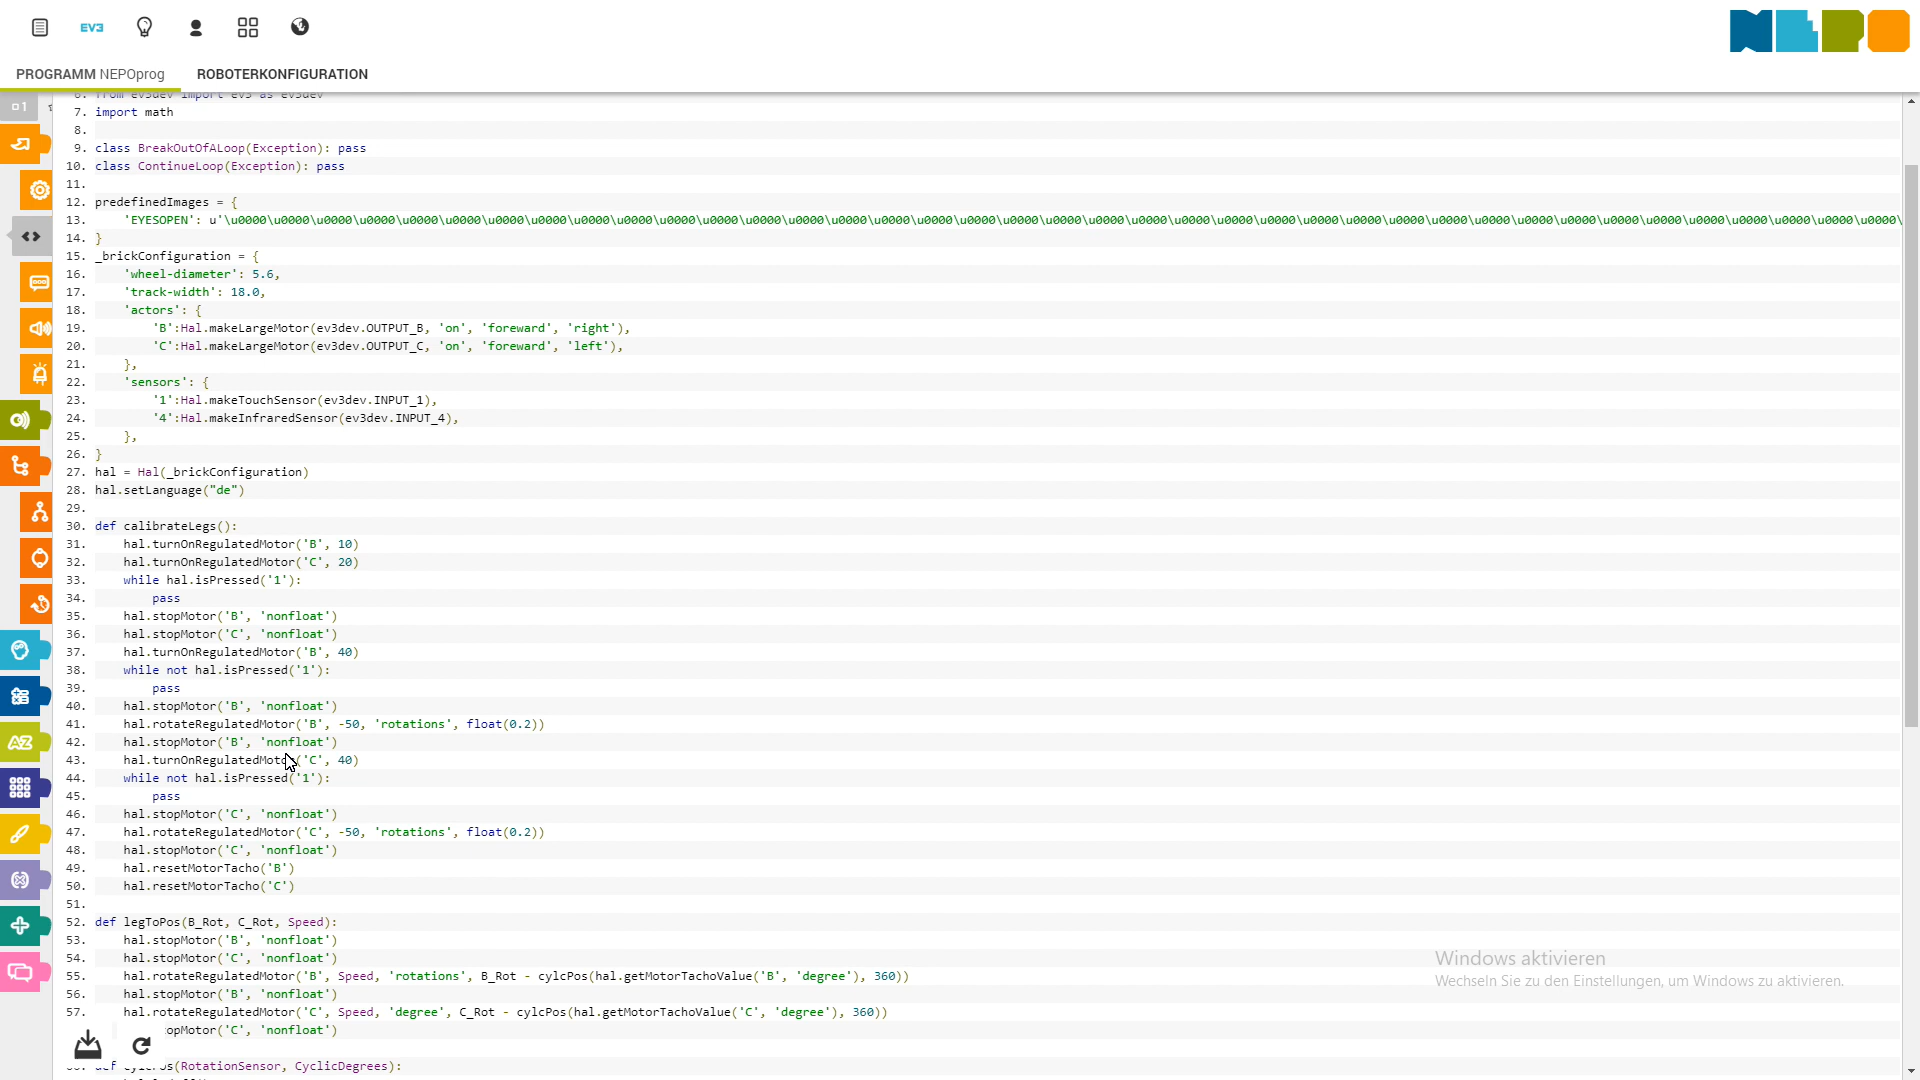 EV3
PROGRAMM NEPOprog ROBOTERKONFIGURATION
1
6. from ev3dev import ev3 as ev3dev
7. import math
8.
9. class BreakOutOfALoop(Exception): pass
10. class ContinueLoop(Exception): pass
11.
12. predefinedImages = {
13.     'EYESOPEN': u'\u0000\u0000\u0000\u0000\u0000\u0000\u0000\u0000\u0000\u0000\u0000\u0000\u0000\u0000\u0000\u0000\u0000\u0000\u0000\u0000\u0000\u0000\u0000\u0000\u0000\u0000\u0000\u0000\u0000\u0000\u0000\u0000\u0000\u0000\u0000\u0000\u0000\u0000\u0000\
14. }
15. _brickConfiguration = {
16.     'wheel-diameter': 5.6,
17.     'track-width': 18.0,
18.     'actors': {
19.         'B':Hal.makeLargeMotor(ev3dev.OUTPUT_B, 'on', 'foreward', 'right'),
20.         'C':Hal.makeLargeMotor(ev3dev.OUTPUT_C, 'on', 'foreward', 'left'),
21.     },
22.     'sensors': {
23.         '1':Hal.makeTouchSensor(ev3dev.INPUT_1),
24.         '4':Hal.makeInfraredSensor(ev3dev.INPUT_4),
25.     },
26. }
27. hal = Hal(_brickConfiguration)
28. hal.setLanguage("de")
29.
30. def calibrateLegs():
31.     hal.turnOnRegulatedMotor('B', 10)
32.     hal.turnOnRegulatedMotor('C', 20)
33.     while hal.isPressed('1'):
34.         pass
35.     hal.stopMotor('B', 'nonfloat')
36.     hal.stopMotor('C', 'nonfloat')
37.     hal.turnOnRegulatedMotor('B', 40)
38.     while not hal.isPressed('1'):
39.         pass
40.     hal.stopMotor('B', 'nonfloat')
41.     hal.rotateRegulatedMotor('B', -50, 'rotations', float(0.2))
42.     hal.stopMotor('B', 'nonfloat')
43.     hal.turnOnRegulatedMotor('C', 40)
44.     while not hal.isPressed('1'):
45.         pass
46.     hal.stopMotor('C', 'nonfloat')
47.     hal.rotateRegulatedMotor('C', -50, 'rotations', float(0.2))
48.     hal.stopMotor('C', 'nonfloat')
49.     hal.resetMotorTacho('B')
50.     hal.resetMotorTacho('C')
51.
52. def legToPos(B_Rot, C_Rot, Speed):
53.     hal.stopMotor('B', 'nonfloat')
54.     hal.stopMotor('C', 'nonfloat')
55.     hal.rotateRegulatedMotor('B', Speed, 'rotations', B_Rot - cylcPos(hal.getMotorTachoValue('B', 'degree'), 360))
56.     hal.stopMotor('B', 'nonfloat')
57.     hal.rotateRegulatedMotor('C', Speed, 'degree', C_Rot - cylcPos(hal.getMotorTachoValue('C', 'degree'), 360))
opMotor('C', 'nonfloat')
(RotationSensor, CyclicDegrees):
AZ
Windows aktivieren
Wechseln Sie zu den Einstellungen, um Windows zu aktivieren.